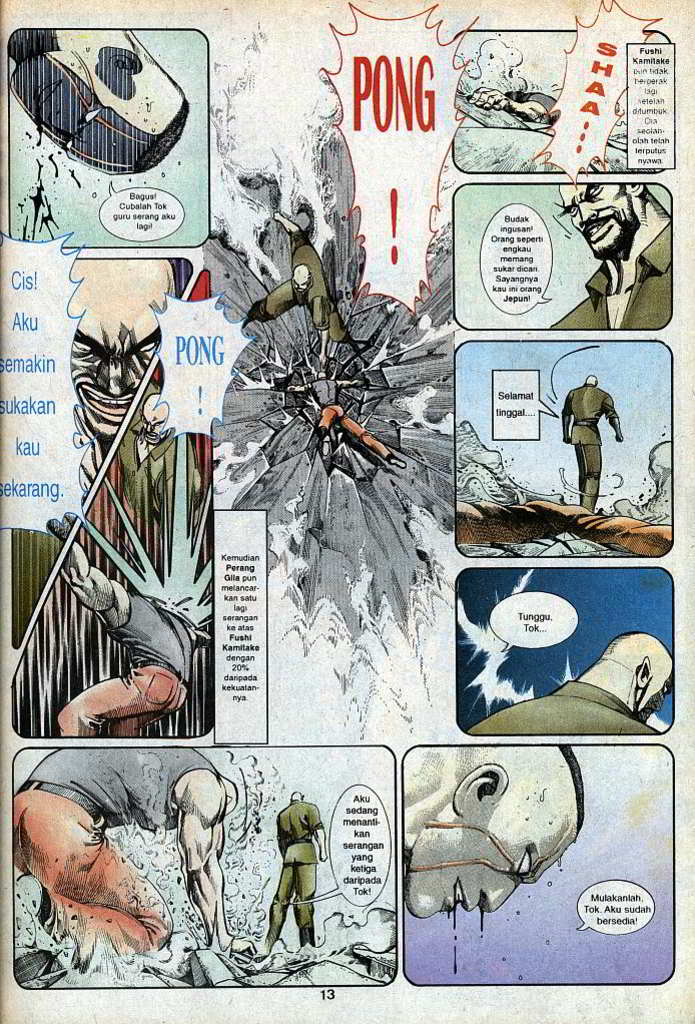 Bagus!
Cubalah Tok
guru serang aku
lagi!
Cis!
Aku
semakin
sukakan
kau
sekarang.
PONG
!
PONG
!
Kemudian
Perang
Gila pun
melancar-
kan satu
lagi
serangan
ke atas
Fushi
Kamitake
dengan
20%
daripada
kekuatan-
nya.
SHAA!!!
Fushi
Kamitake
pun tidak
berperak
lagi
setelah
ditumbuk.
Dia
seolah-
olah telah
terputus
nyawa.
Budak
ingusan!
Orang seperti
engkau
memang
sukar dicari.
Sayangnya
kau ini orang
Jepun!
Selamat
tinggal....
Tunggu,
Tok...
Aku
sedang
menanti-
kan
serangan
yang
ketiga
daripada
Tok!
Mulakanlah,
Tok. Aku sudah
bersedia!
13